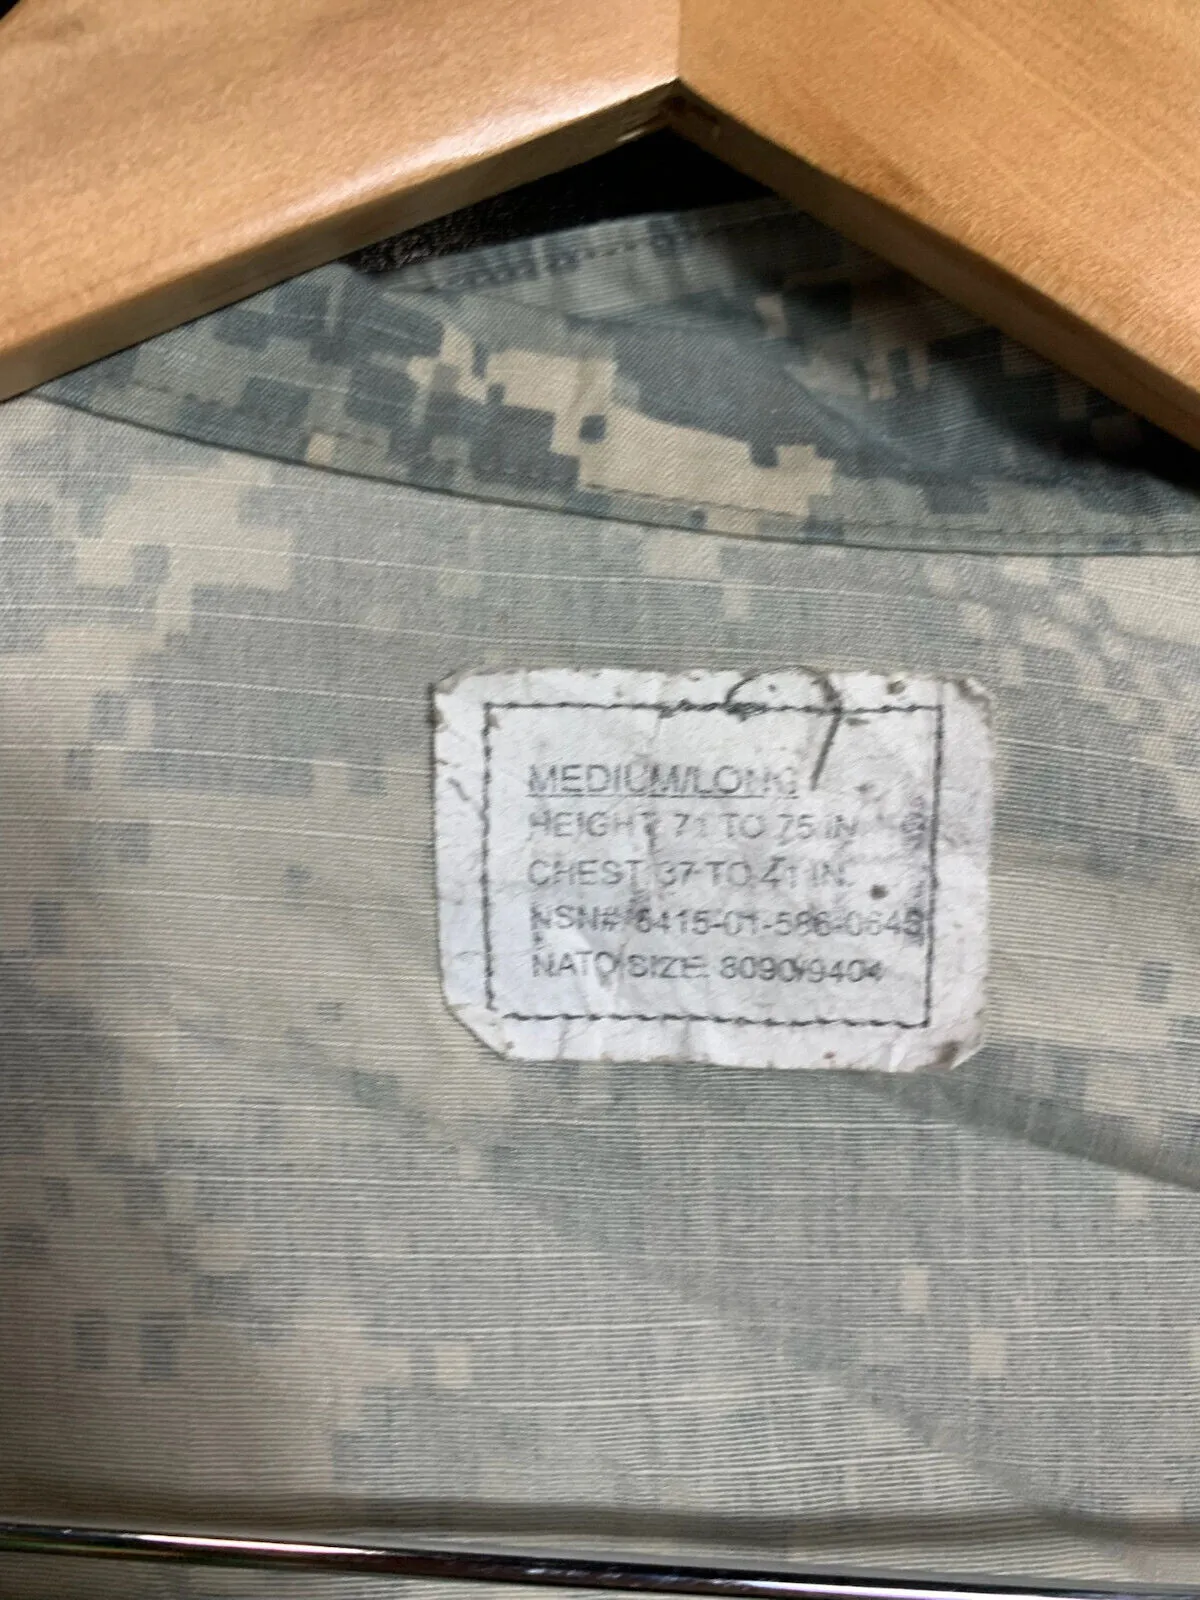 MEDIUM/LONG
HEIGHT: 71 TO 75 IN.
CHEST: 37 TO 41 IN.
NSN# 8415-01-586-0645
NATO SIZE: 8090/9404